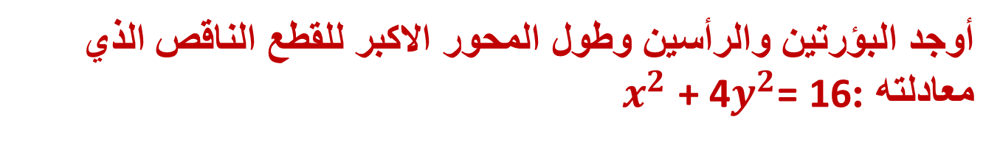 أوجد البؤرتين والرأسين وطول المحور الاكبر للقطع الناقص الذي
معادلته :x² + 4y²= 16